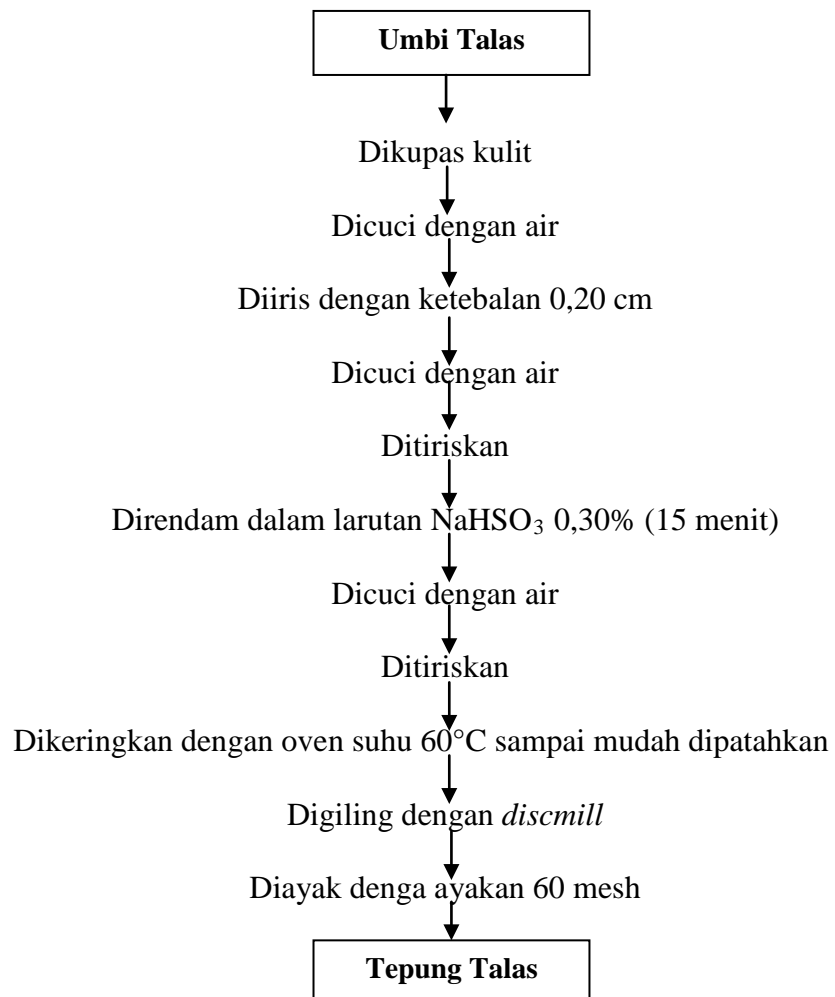 Umbi Talas
Dikupas kulit
Dicuci dengan air
Diiris dengan ketebalan 0,20 cm
Dicuci dengan air
Ditiriskan
Direndam dalam larutan NaHSO₃ 0,30% (15 menit)
Dicuci dengan air
Ditiriskan
Dikeringkan dengan oven suhu 60°C sampai mudah dipatahkan
Digiling dengan discmill
Diayak denga ayakan 60 mesh
Tepung Talas